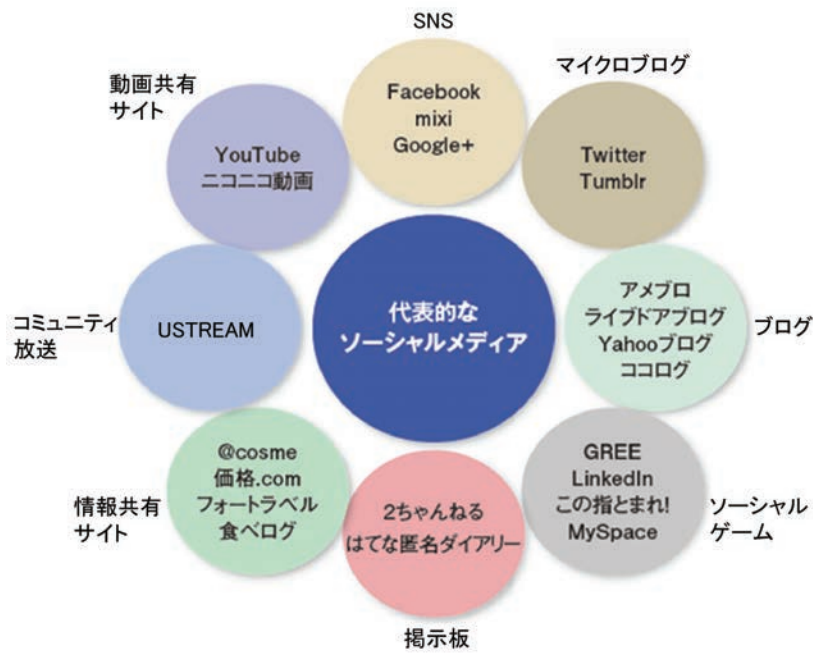 SNS
Facebook
mixi
Google+
マイクロブログ
Twitter
Tumblr
ブログ
アメブロ
ライブドアブログ
Yahooブログ
ココログ
ソーシャル
ゲーム
GREE
LinkedIn
この指とまれ!
MySpace
掲示板
2ちゃんねる
はてな匿名ダイアリー
情報共有
サイト
@cosme
価格.com
フォートラベル
食べログ
コミュニティ
放送
USTREAM
動画共有
サイト
YouTube
ニコニコ動画
代表的な
ソーシャルメディア